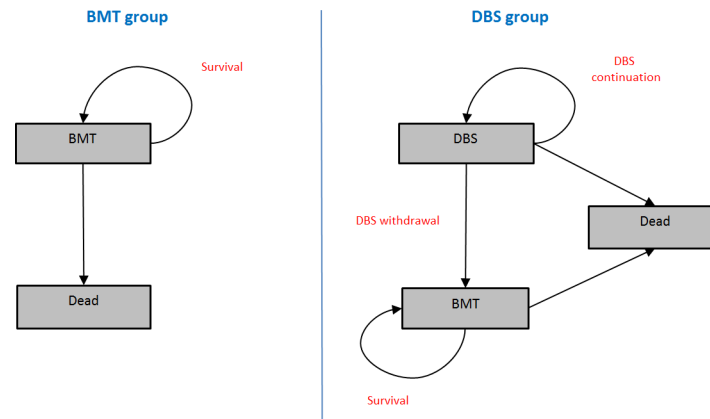 BMT group
Survival
BMT
Dead
DBS group
DBS
continuation
DBS
DBS withdrawal
Dead
BMT
Survival